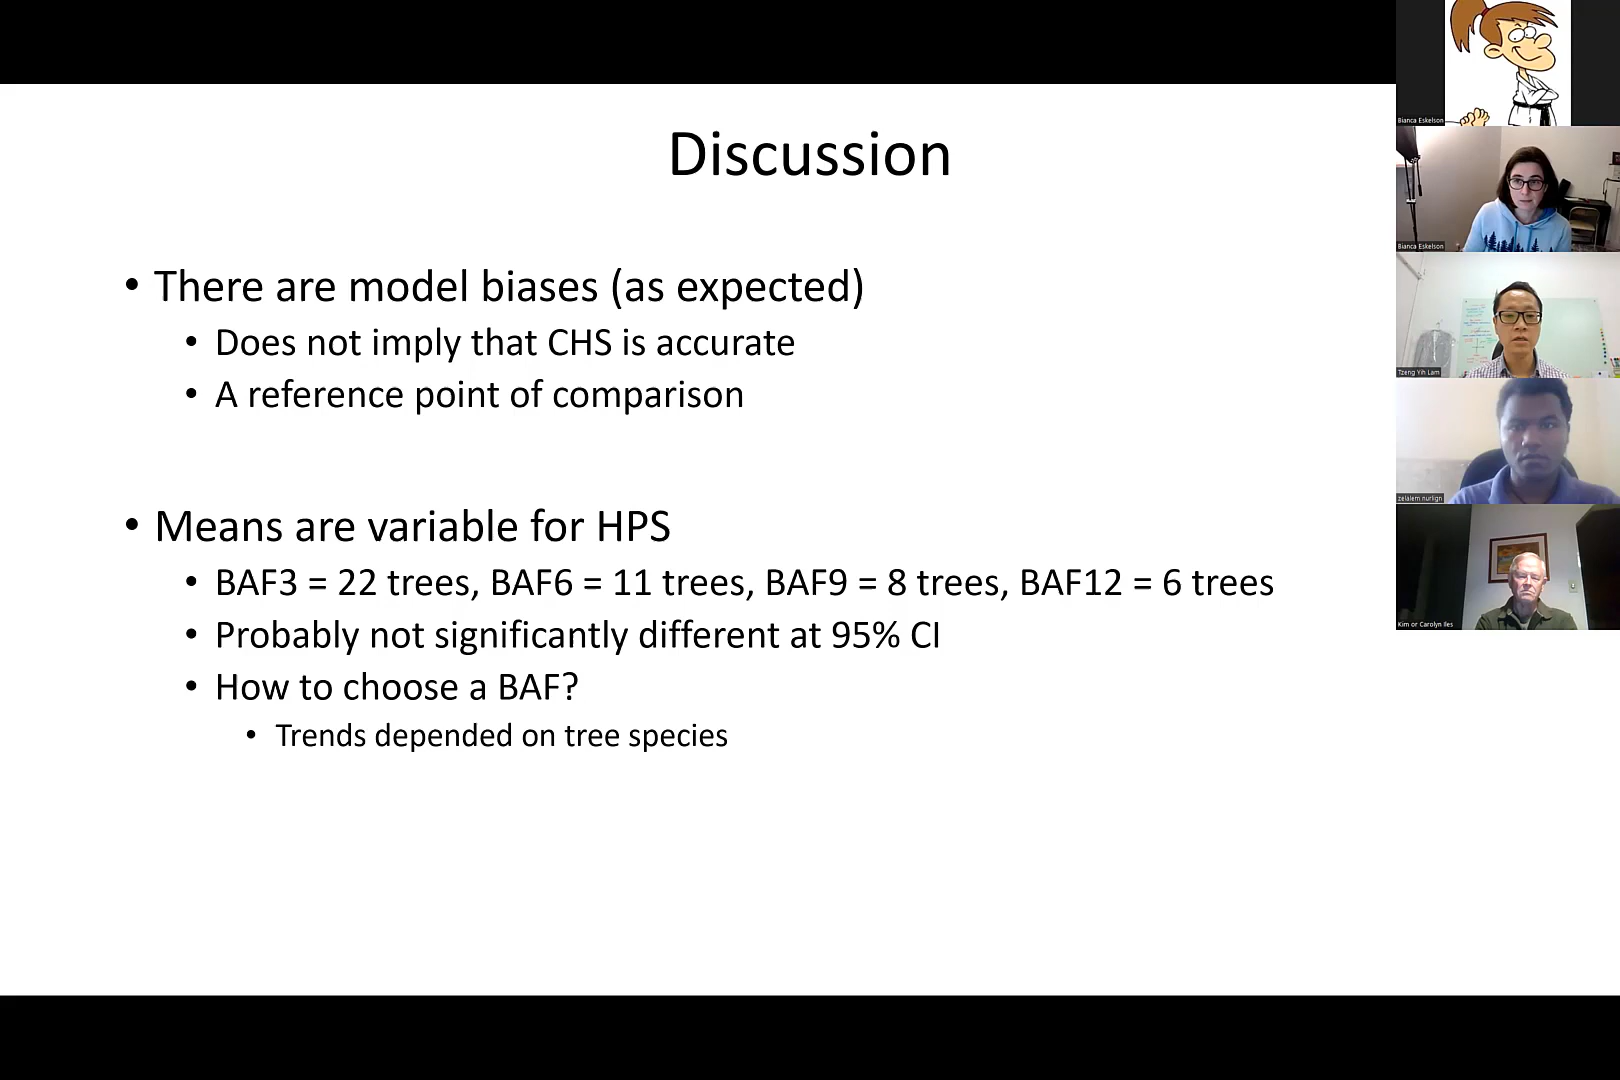 Discussion
• There are model biases (as expected)
• Does not imply that CHS is accurate
• A reference point of comparison
• Means are variable for HPS
• BAF3 = 22 trees, BAF6 = 11 trees, BAF9 = 8 trees, BAF12 = 6 trees
• Probably not significantly different at 95% CI
• How to choose a BAF?
• Trends depended on tree species
Bianca Eskelson
Bianca Eskelson
Tzeng Yih Lam
zelalem nurlign
Kim or Carolyn Iles